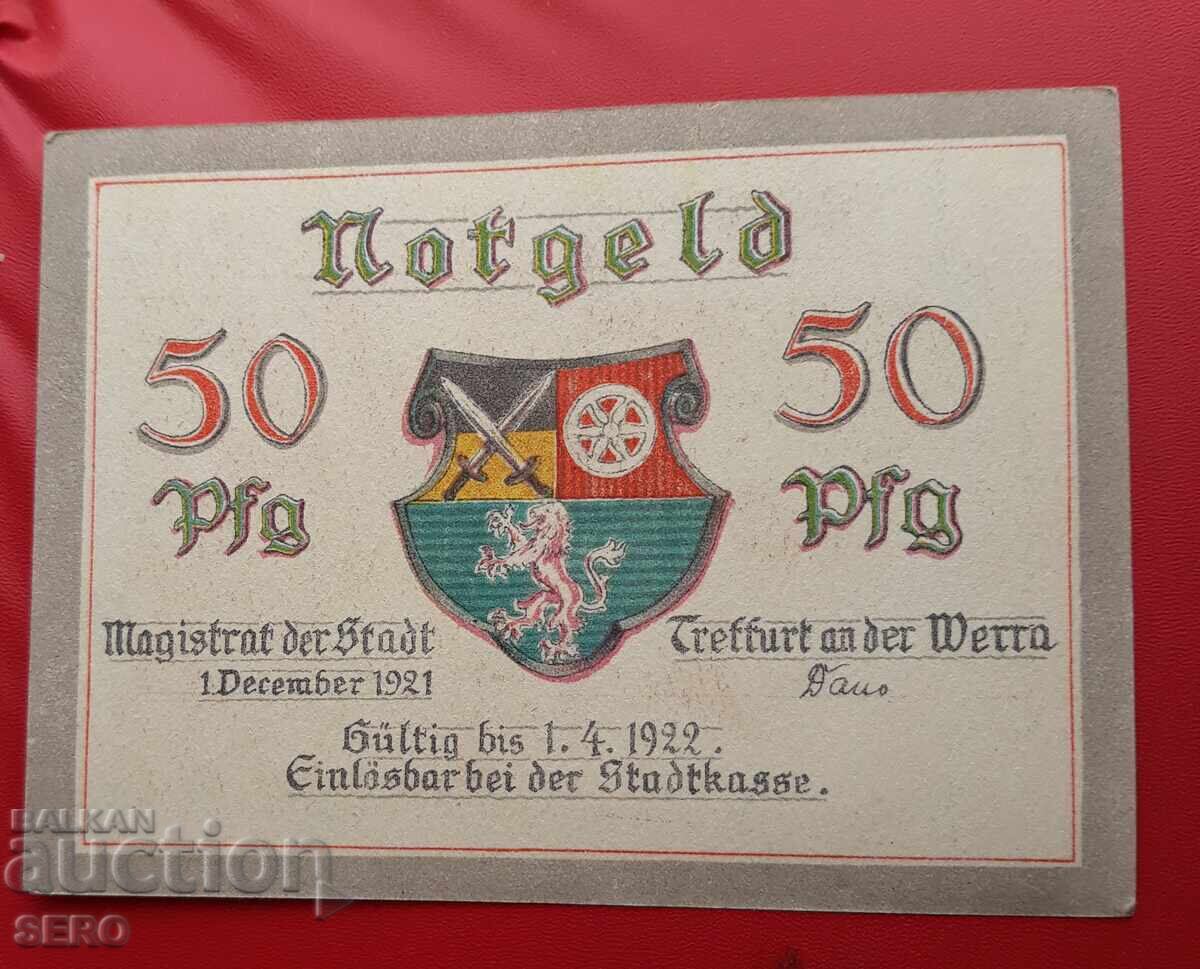 Notgeld
50 Pfg
50 Pfg
Magistrat der Stadt
1. December 1921
Treffurt an der Werra
Gültig bis 1. 4. 1922.
Einlösbar bei der Stadtkasse.
BALKAN
auction
SERO